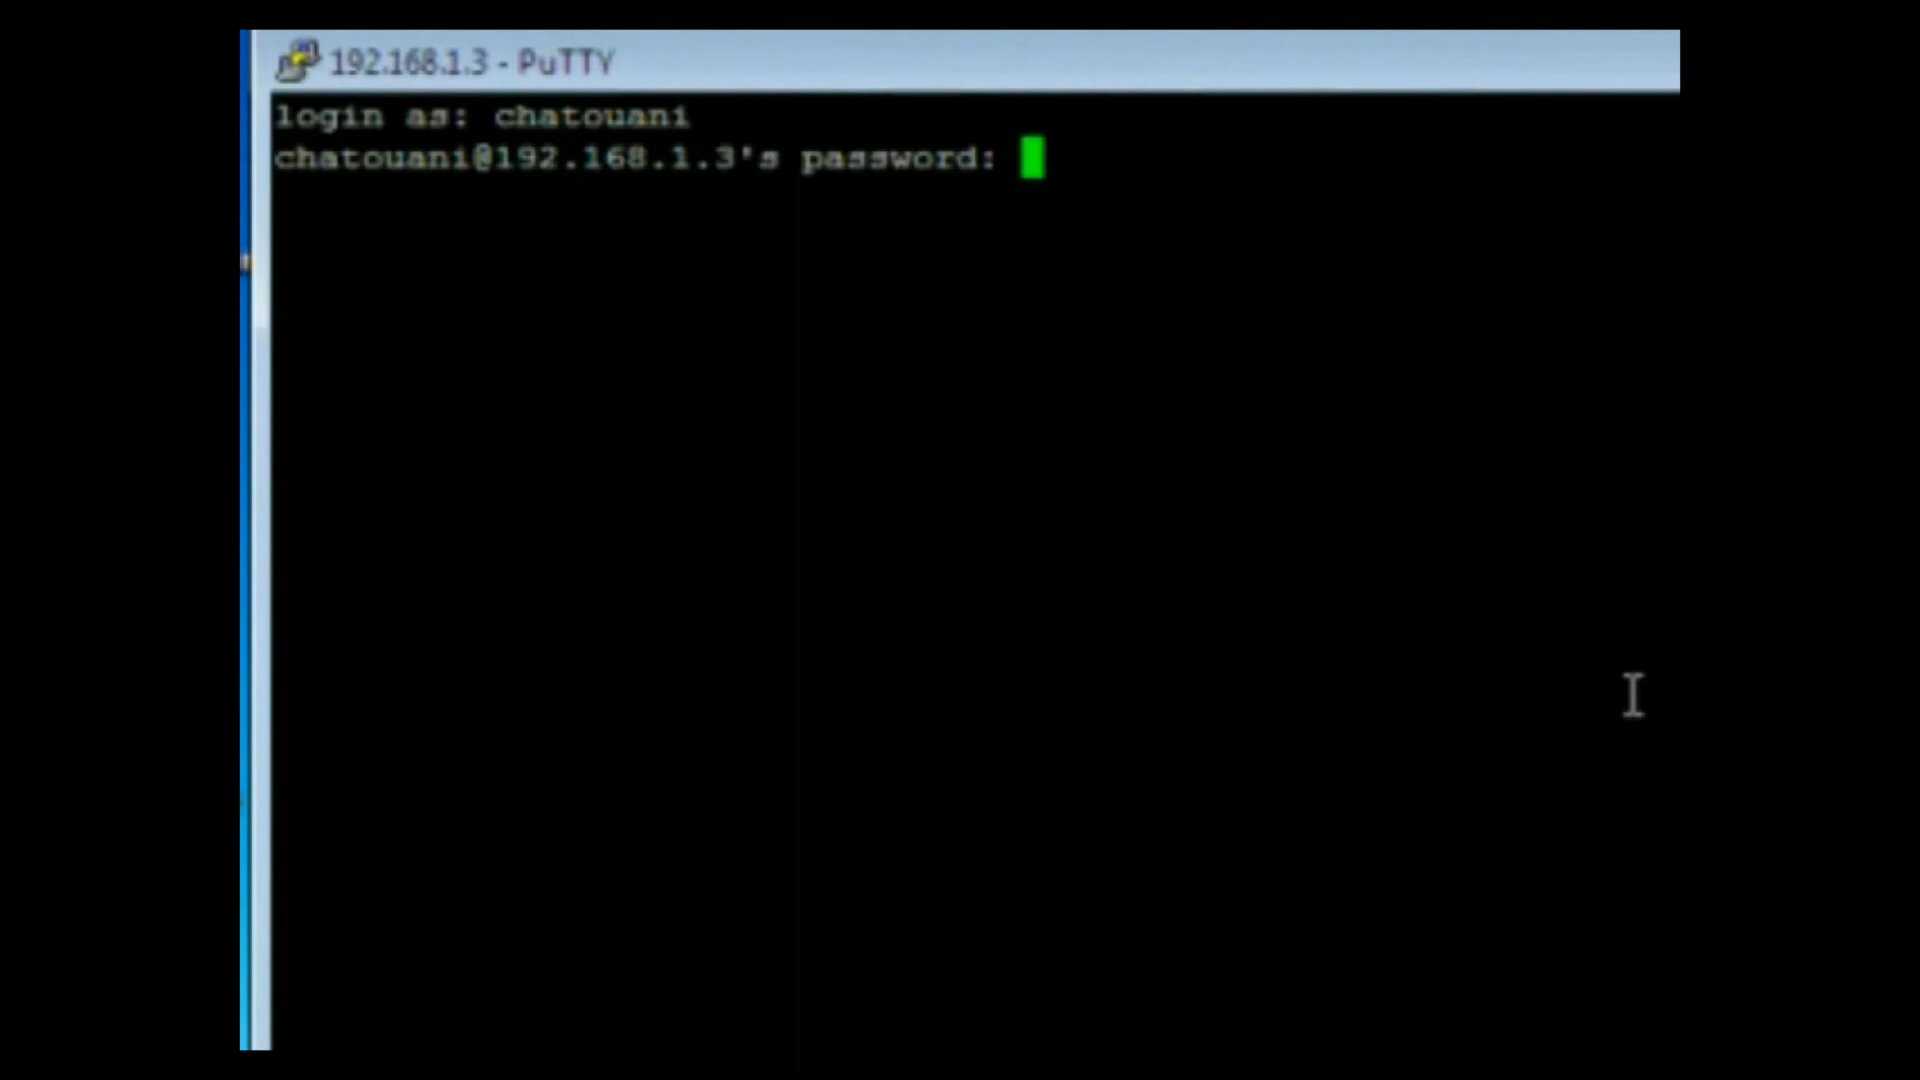 192.168.1.3 - PuTTY
login as: chatouani
chatouani@192.168.1.3's password: